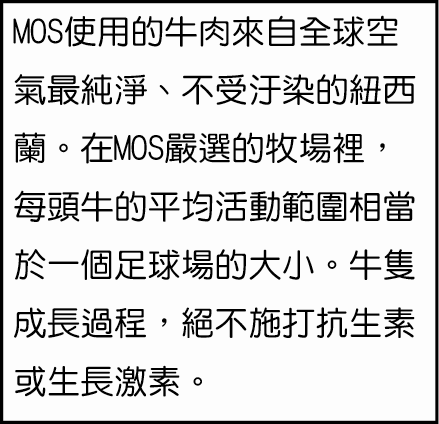 MOS使用的牛肉來自全球空
氣最純淨、不受汙染的紐西
蘭。在MOS嚴選的牧場裡，
每頭牛的平均活動範圍相當
於一個足球場的大小。牛隻
成長過程，絕不施打抗生素
或生長激素。